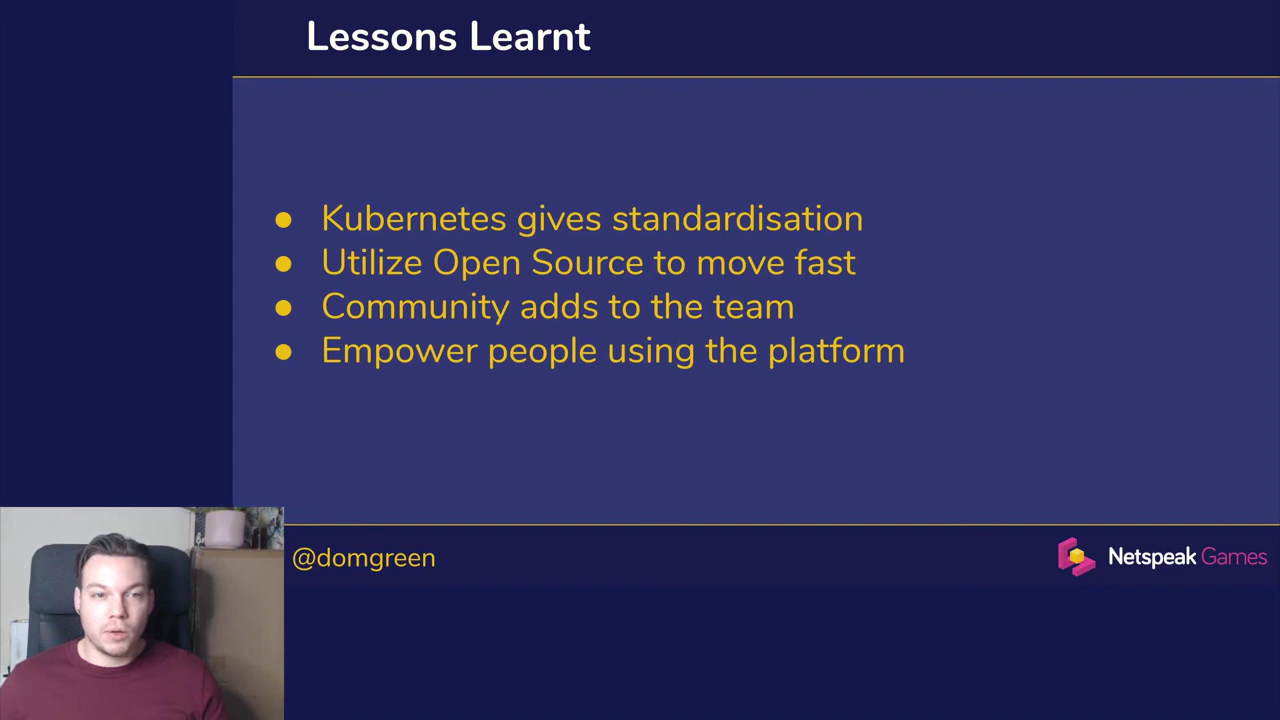 Lessons Learnt
● Kubernetes gives standardisation
● Utilize Open Source to move fast
● Community adds to the team
● Empower people using the platform
@domgreen
Netspeak Games